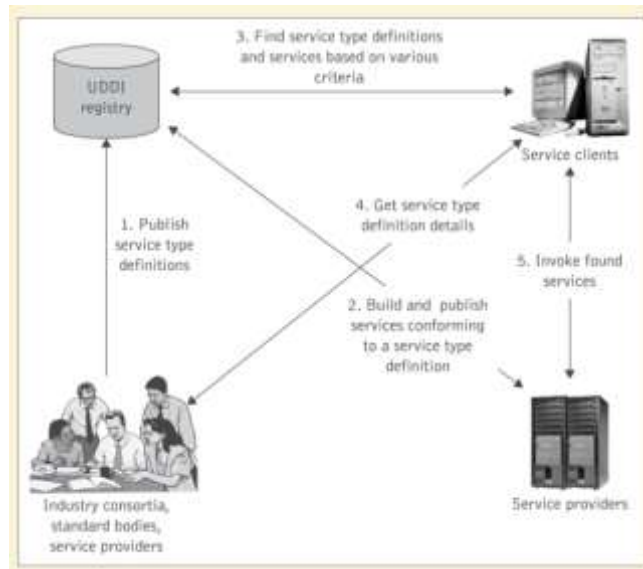 3. Find service type definitions
and services based on various
criteria
UDDI
registry
Service clients
4. Get service type
definition details
1. Publish
service type
definitions
5. Invoke found
services
2. Build and publish
services conforming
to a service type
definition
Industry consortia,
standard bodies,
service providers
Service providers